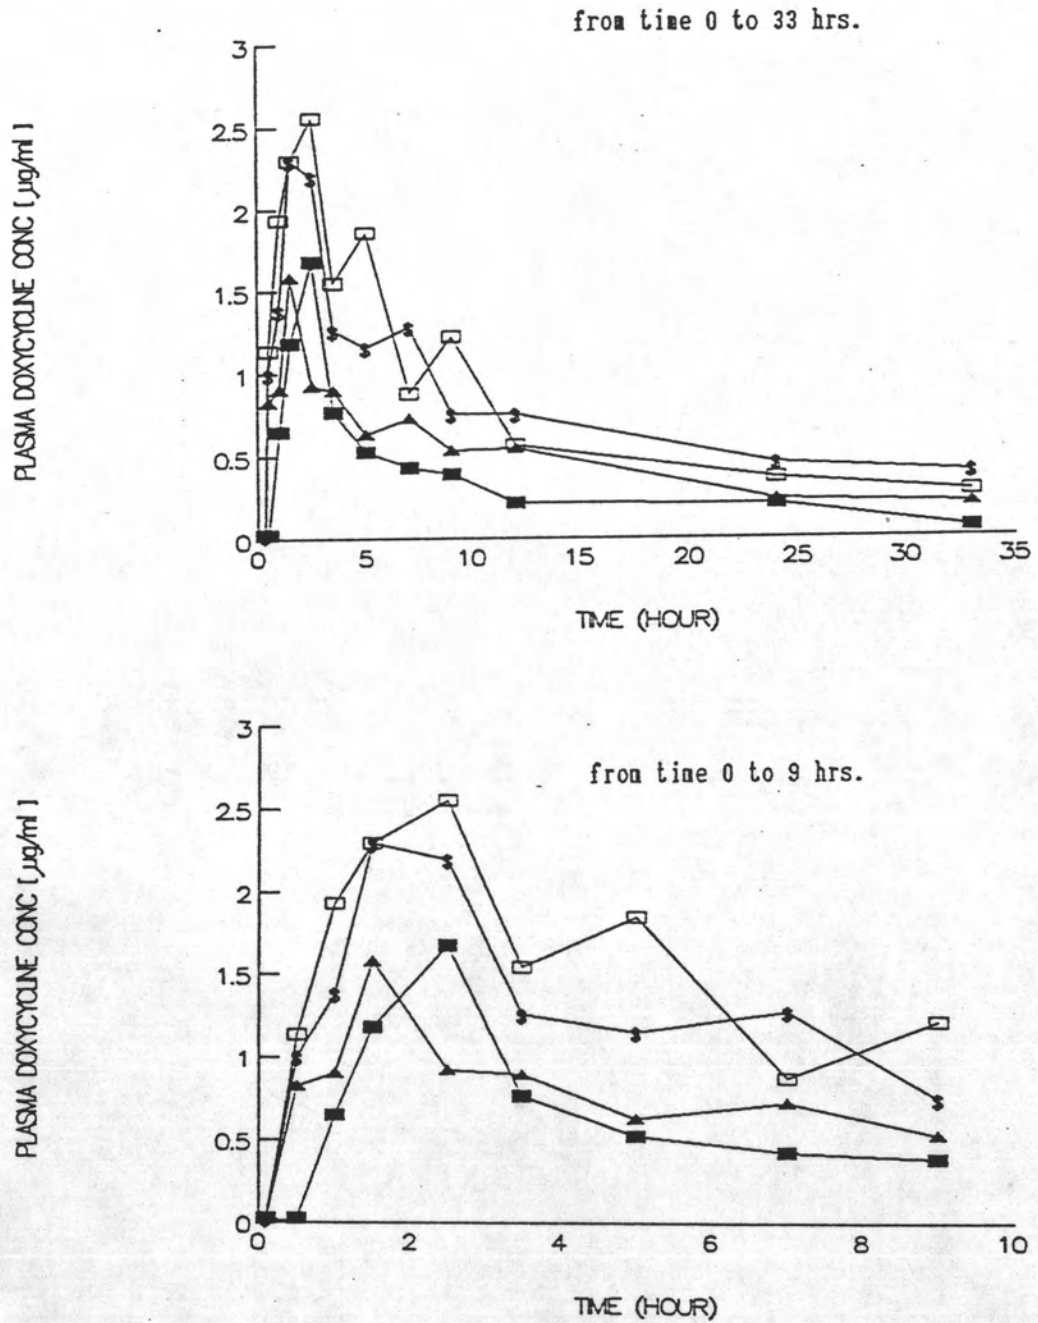 from time 0 to 33 hrs.
3
2.5
2
1.5
1
0.5
0
0 5 10 15 20 25 30 35
PLASMA DOXYCYCLINE CONC [ µg/ml ]
TIME (HOUR)
from time 0 to 9 hrs.
3
2.5
2
1.5
1
0.5
0
0 2 4 6 8 10
PLASMA DOXYCYCLINE CONC [ µg/ml ]
TIME (HOUR)